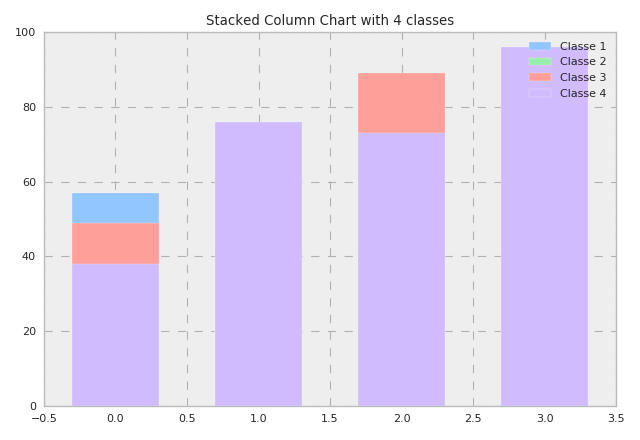 Stacked Column Chart with 4 classes
100
80
60
40
20
0
Classe 1
Classe 2
Classe 3
Classe 4
−0.5 0.0 0.5 1.0 1.5 2.0 2.5 3.0 3.5